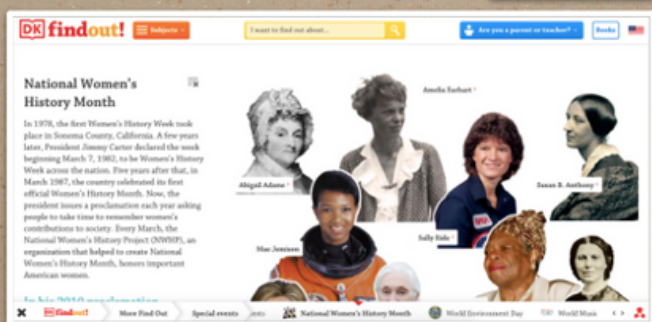 DK findout!
Subjects
I want to find out about...
Are you a parent or teacher?
Books
National Women's
History Month
In 1978, the first Women's History Week took
place in Sonoma County, California. A few years
later, President Jimmy Carter declared the week
beginning March 7, 1982, to be Women's History
Week across the nation. Five years after that, in
March 1987, the country celebrated its first
official Women's History Month. Now, the
president issues a proclamation each year asking
people to take time to remember women's
contributions to society. Every March, the
National Women's History Project (NWHP), an
organization that helped to create National
Women's History Month, honors important
American women.
In his 2010 proclamation
Amelia Earhart
Abigail Adams
Susan B. Anthony
Sally Ride
Mae Jemison
findout!
More Find Out
Special events
National Women's History Month
World Environment Day
World Music